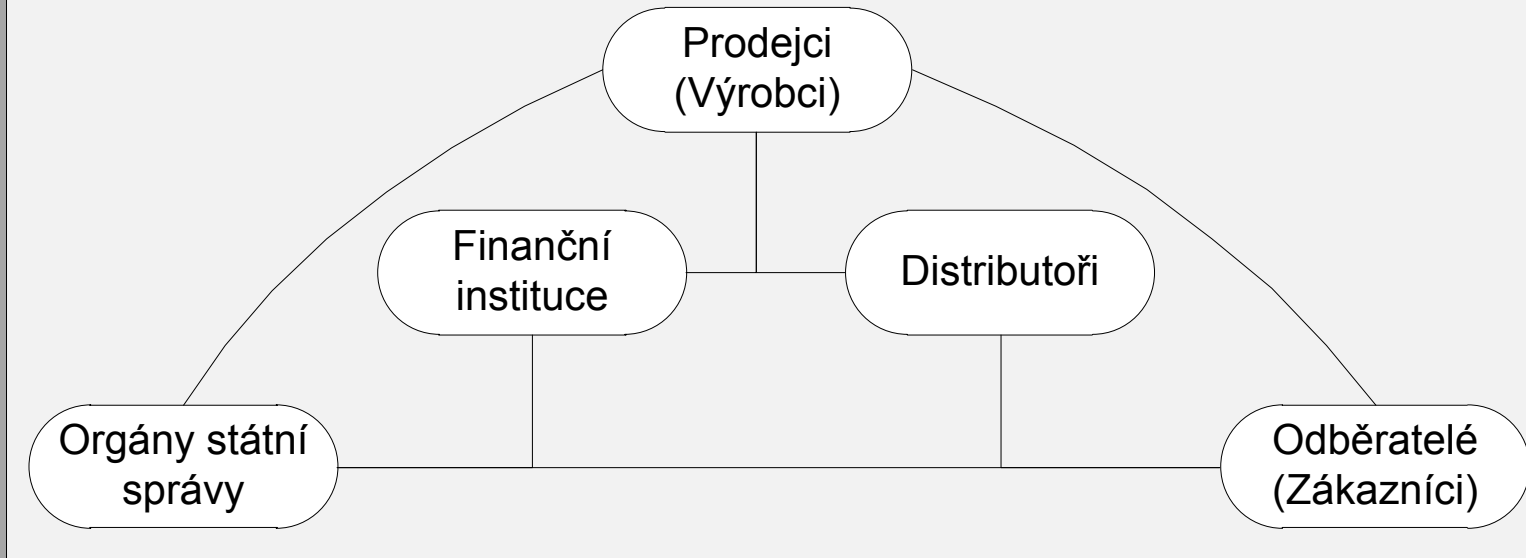 Prodejci
(Výrobci)
Finanční
instituce
Distributoři
Orgány státní
správy
Odběratelé
(Zákazníci)